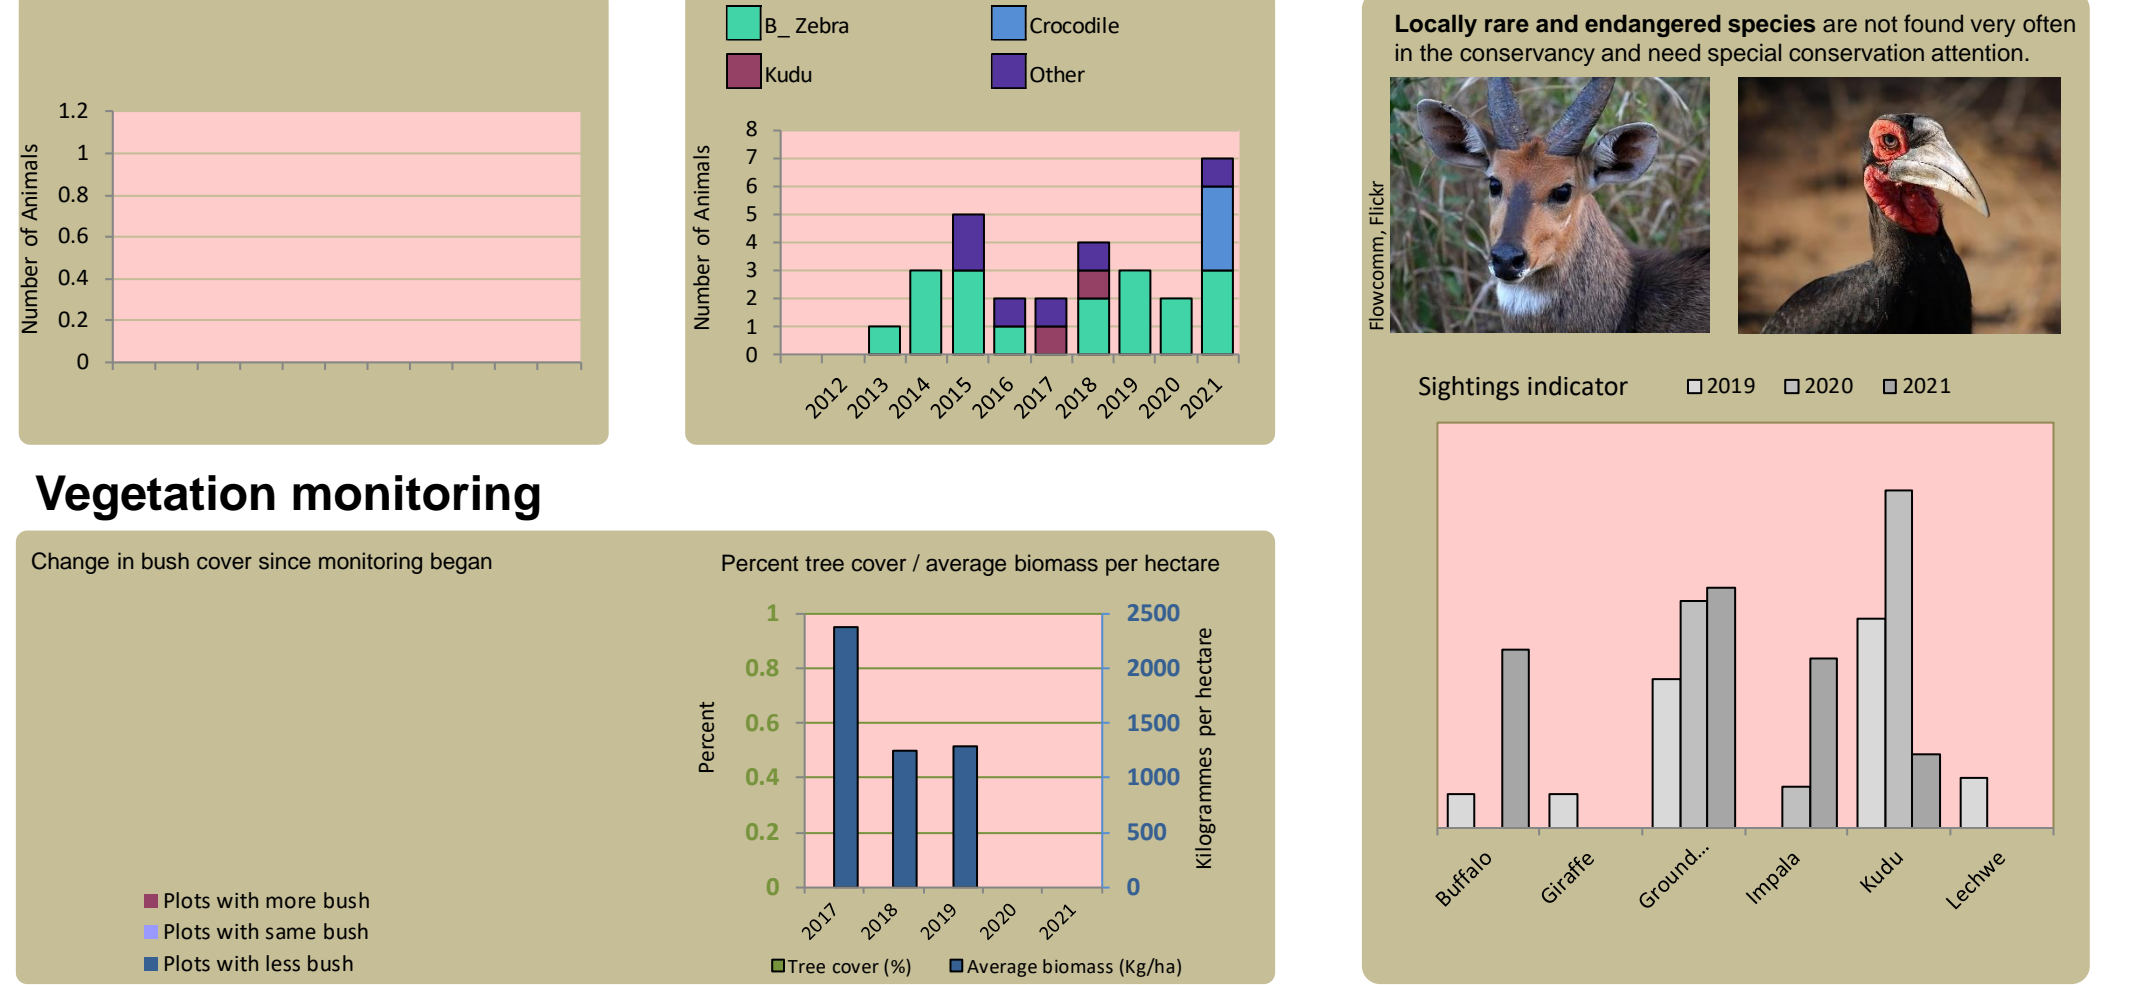 1.2
1
0.8
0.6
0.4
0.2
0
Number of Animals
B_ Zebra
Crocodile
Kudu
Other
8
7
6
5
4
3
2
1
0
Number of Animals
2012
2013
2014
2015
2016
2017
2018
2019
2020
2021
Locally rare and endangered species are not found very often
in the conservancy and need special conservation attention.
Flowcomm, Flickr
Sightings indicator
2019
2020
2021
Buffalo
Giraffe
Ground...
Impala
Kudu
Lechwe
Vegetation monitoring
Change in bush cover since monitoring began
Plots with more bush
Plots with same bush
Plots with less bush
Percent tree cover / average biomass per hectare
1
0.8
0.6
0.4
0.2
0
Percent
2500
2000
1500
1000
500
0
Kilogrammes per hectare
2017
2018
2019
2020
2021
Tree cover (%)
Average biomass (Kg/ha)